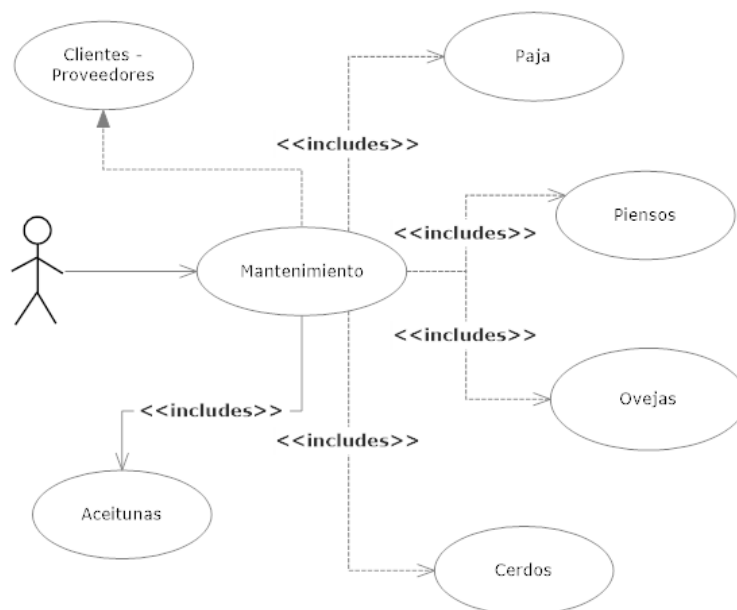 Clientes -
Proveedores
Paja
<<includes>>
Piensos
<<includes>>
Mantenimiento
<<includes>>
Ovejas
<<includes>>
<<includes>>
Aceitunas
Cerdos